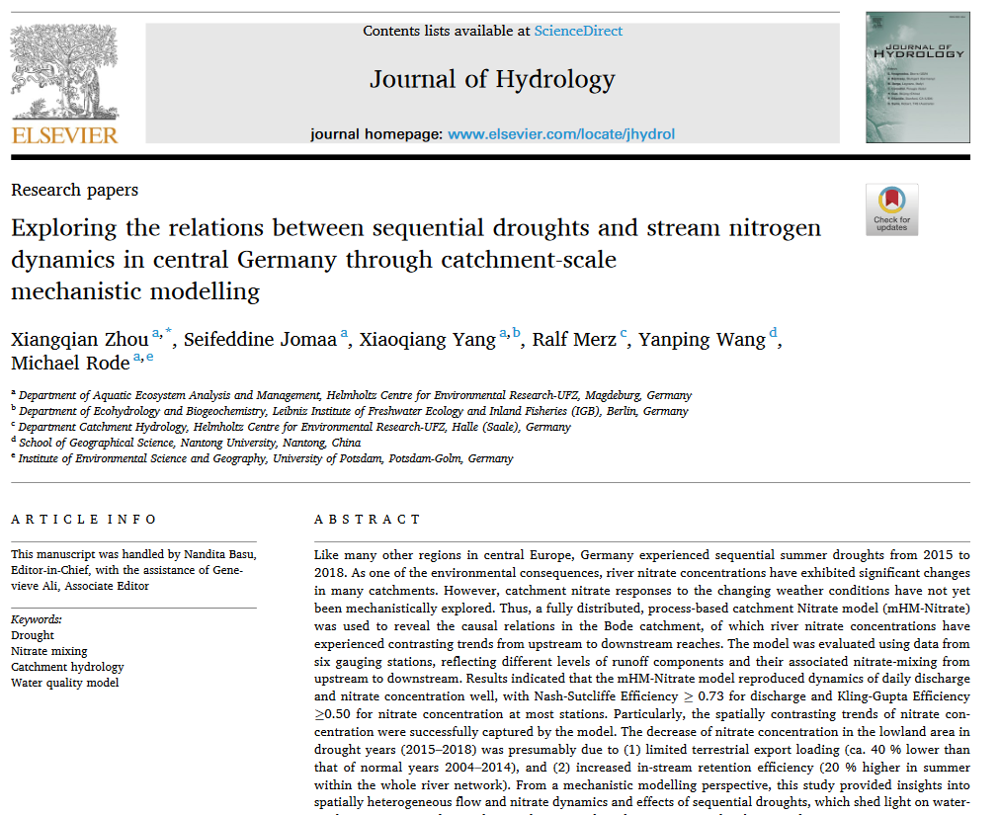 Contents lists available at ScienceDirect
Journal of Hydrology
journal homepage: www.elsevier.com/locate/jhydrol
ELSEVIER
JOURNAL OF
HYDROLOGY
Research papers
Check for
updates
Exploring the relations between sequential droughts and stream nitrogen
dynamics in central Germany through catchment-scale
mechanistic modelling
Xiangqian Zhou a,*, Seifeddine Jomaa a, Xiaoqiang Yang a,b, Ralf Merz c, Yanping Wang d,
Michael Rode a,e
a Department of Aquatic Ecosystem Analysis and Management, Helmholtz Centre for Environmental Research-UFZ, Magdeburg, Germany
b Department of Ecohydrology and Biogeochemistry, Leibniz Institute of Freshwater Ecology and Inland Fisheries (IGB), Berlin, Germany
c Department Catchment Hydrology, Helmholtz Centre for Environmental Research-UFZ, Halle (Saale), Germany
d School of Geographical Science, Nantong University, Nantong, China
e Institute of Environmental Science and Geography, University of Potsdam, Potsdam-Golm, Germany
ARTICLE INFO
This manuscript was handled by Nandita Basu,
Editor-in-Chief, with the assistance of Gene-
vieve Ali, Associate Editor
Keywords:
Drought
Nitrate mixing
Catchment hydrology
Water quality model
ABSTRACT
Like many other regions in central Europe, Germany experienced sequential summer droughts from 2015 to
2018. As one of the environmental consequences, river nitrate concentrations have exhibited significant changes
in many catchments. However, catchment nitrate responses to the changing weather conditions have not yet
been mechanistically explored. Thus, a fully distributed, process-based catchment Nitrate model (mHM-Nitrate)
was used to reveal the causal relations in the Bode catchment, of which river nitrate concentrations have
experienced contrasting trends from upstream to downstream reaches. The model was evaluated using data from
six gauging stations, reflecting different levels of runoff components and their associated nitrate-mixing from
upstream to downstream. Results indicated that the mHM-Nitrate model reproduced dynamics of daily discharge
and nitrate concentration well, with Nash-Sutcliffe Efficiency ≥ 0.73 for discharge and Kling-Gupta Efficiency
≥0.50 for nitrate concentration at most stations. Particularly, the spatially contrasting trends of nitrate con-
centration were successfully captured by the model. The decrease of nitrate concentration in the lowland area in
drought years (2015–2018) was presumably due to (1) limited terrestrial export loading (ca. 40 % lower than
that of normal years 2004–2014), and (2) increased in-stream retention efficiency (20 % higher in summer
within the whole river network). From a mechanistic modelling perspective, this study provided insights into
spatially heterogeneous flow and nitrate dynamics and effects of sequential droughts, which shed light on water-